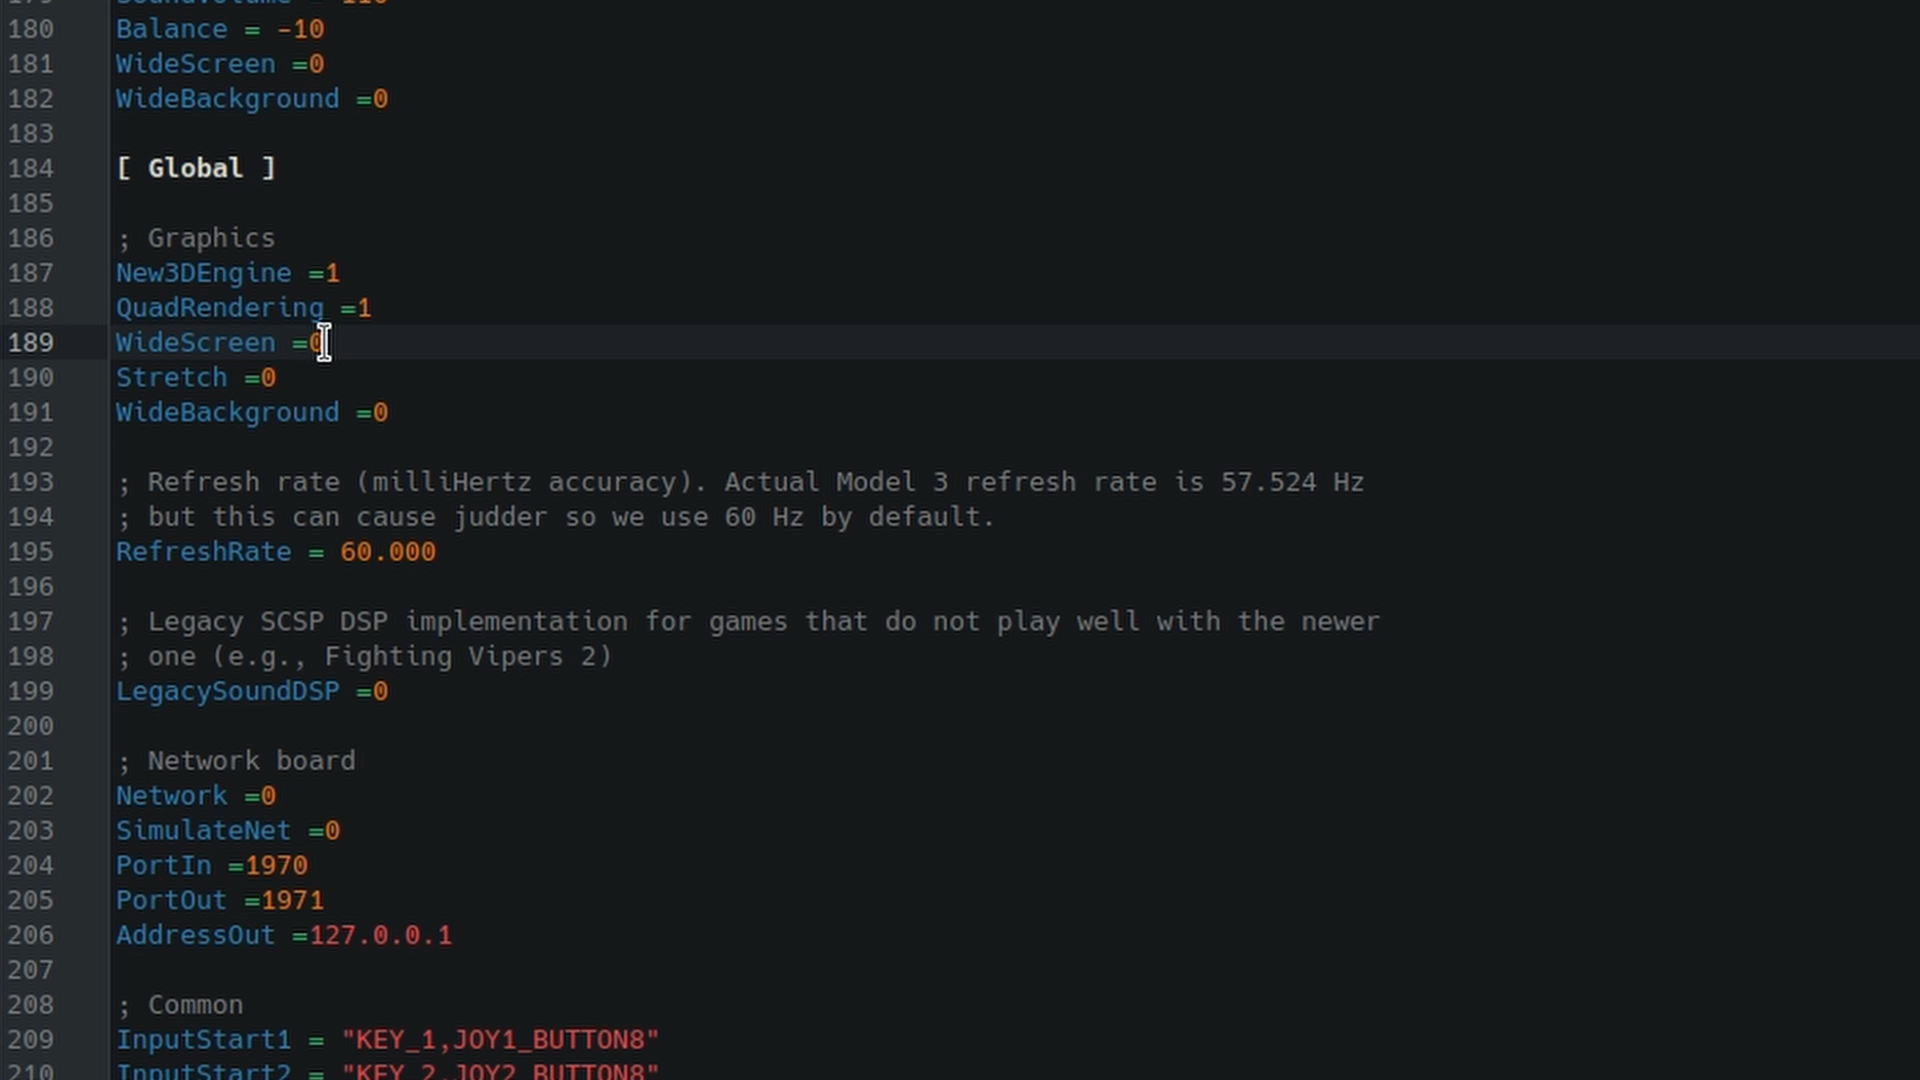 180 Balance = -10
181 WideScreen =0
182 WideBackground =0
183
184 [ Global ]
185
186 ; Graphics
187 New3DEngine =1
188 QuadRendering =1
189 WideScreen =0
190 Stretch =0
191 WideBackground =0
192
193 ; Refresh rate (milliHertz accuracy). Actual Model 3 refresh rate is 57.524 Hz
194 ; but this can cause judder so we use 60 Hz by default.
195 RefreshRate = 60.000
196
197 ; Legacy SCSP DSP implementation for games that do not play well with the newer
198 ; one (e.g., Fighting Vipers 2)
199 LegacySoundDSP =0
200
201 ; Network board
202 Network =0
203 SimulateNet =0
204 PortIn =1970
205 PortOut =1971
206 AddressOut =127.0.0.1
207
208 ; Common
209 InputStart1 = "KEY_1,JOY1_BUTTON8"
210 InputStart2 = "KEY_2,JOY2_BUTTON8"